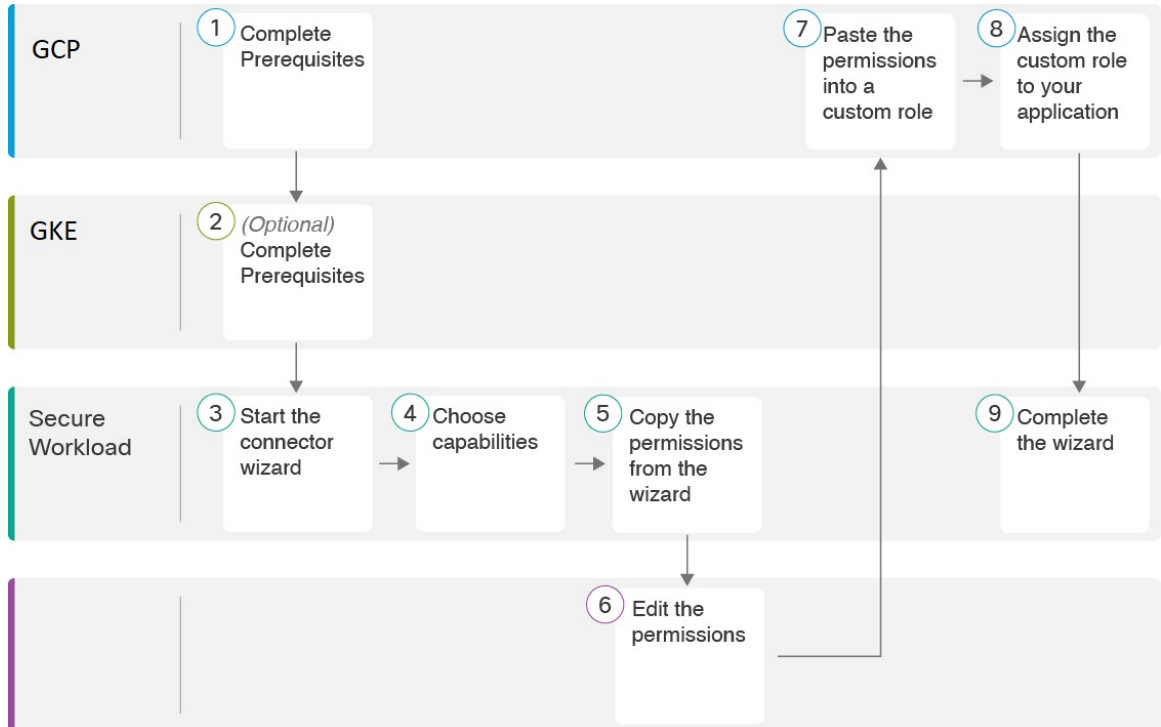 GCP
1
Complete
Prerequisites
7
Paste the
permissions
into a
custom role
8
Assign the
custom role
to your
application
GKE
2
(Optional)
Complete
Prerequisites
Secure
Workload
3
Start the
connector
wizard
4
Choose
capabilities
5
Copy the
permissions
from the
wizard
9
Complete
the wizard
6
Edit the
permissions